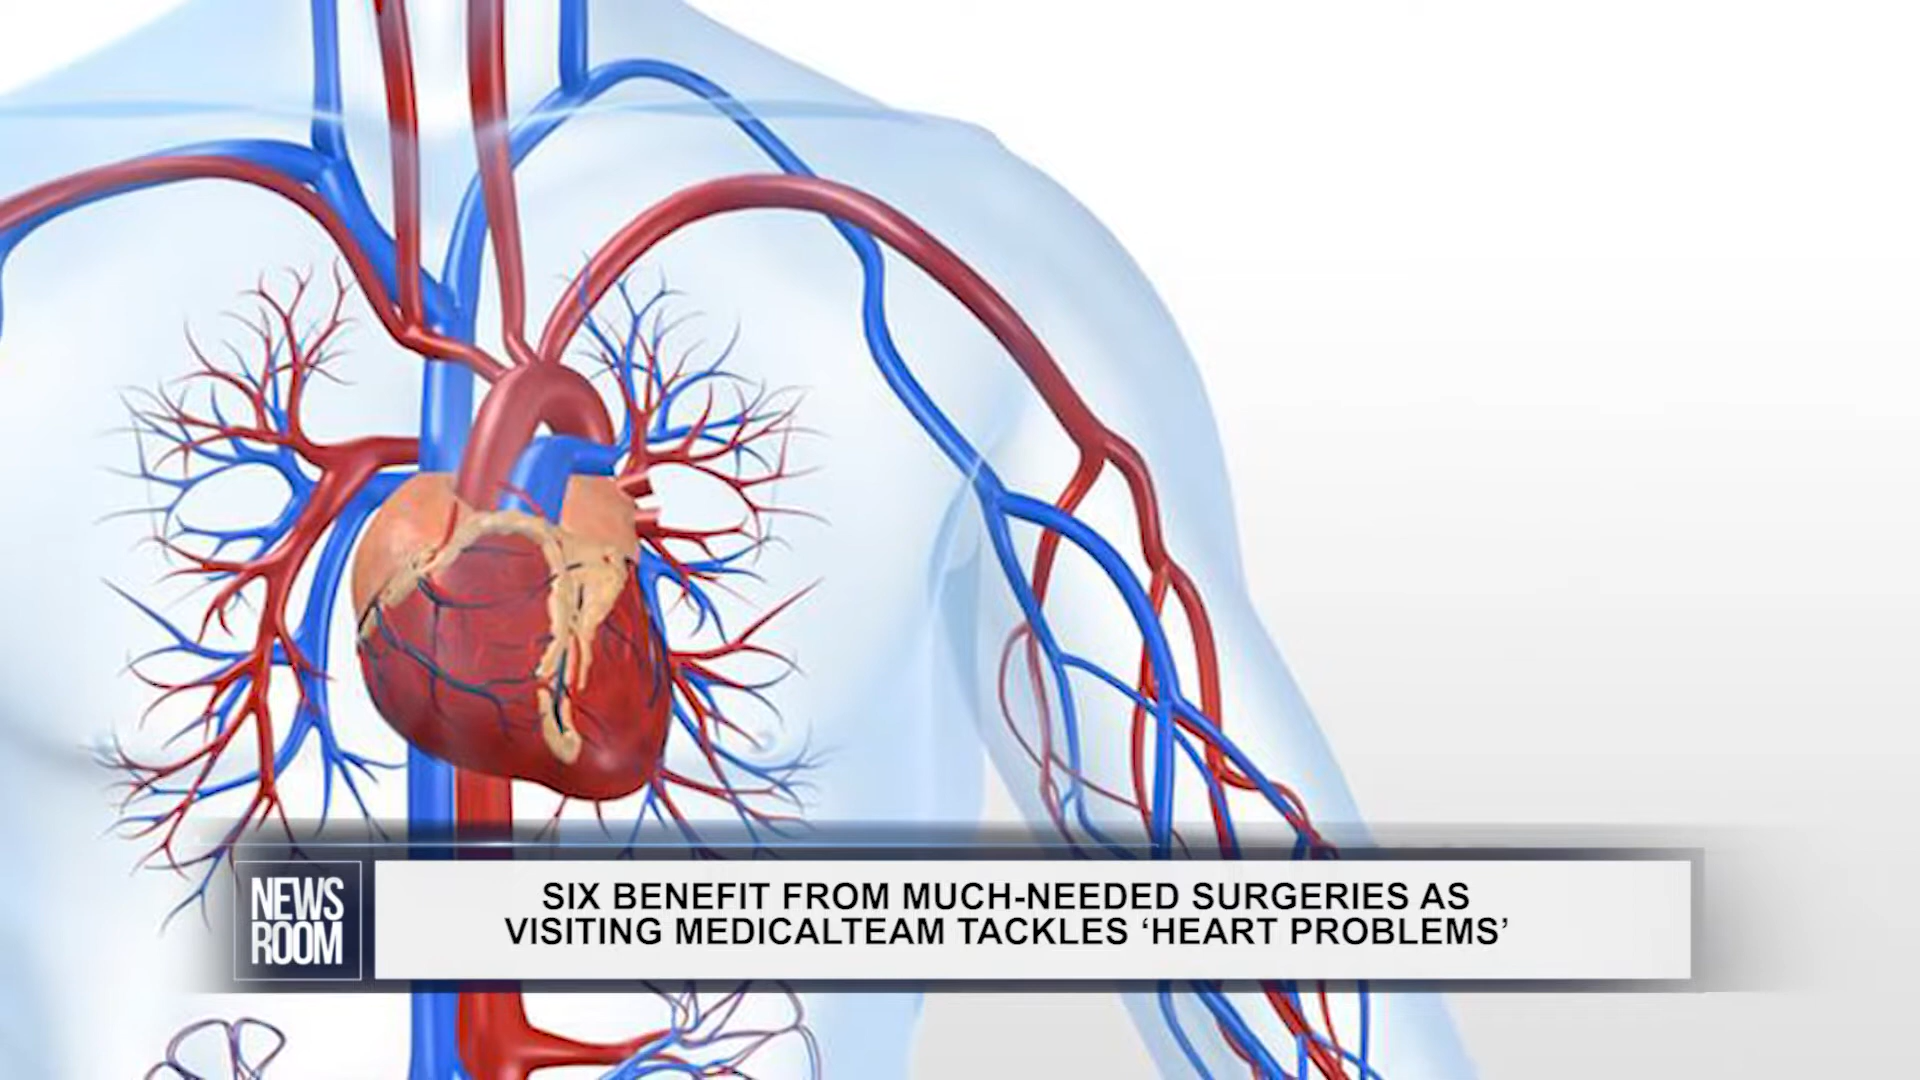 NEWS
ROOM
SIX BENEFIT FROM MUCH-NEEDED SURGERIES AS
VISITING MEDICALTEAM TACKLES ‘HEART PROBLEMS’